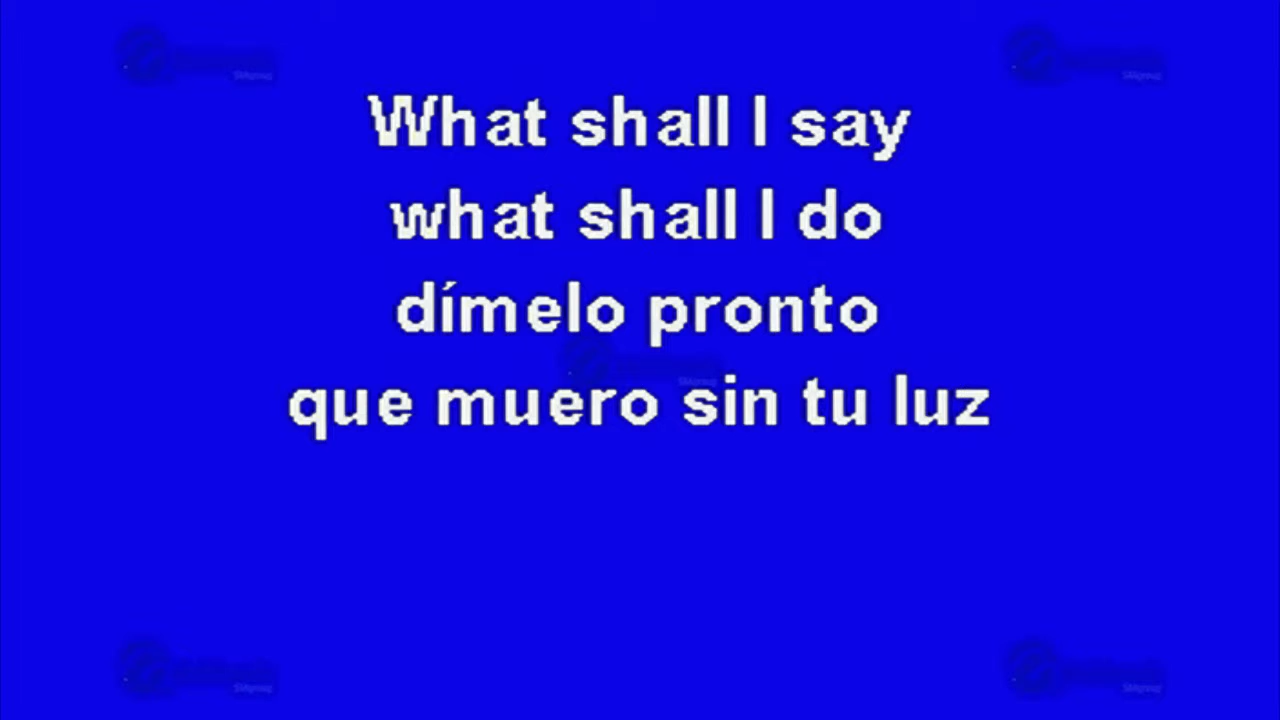 What shall I say
what shall I do
dímelo pronto
que muero sin tu luz